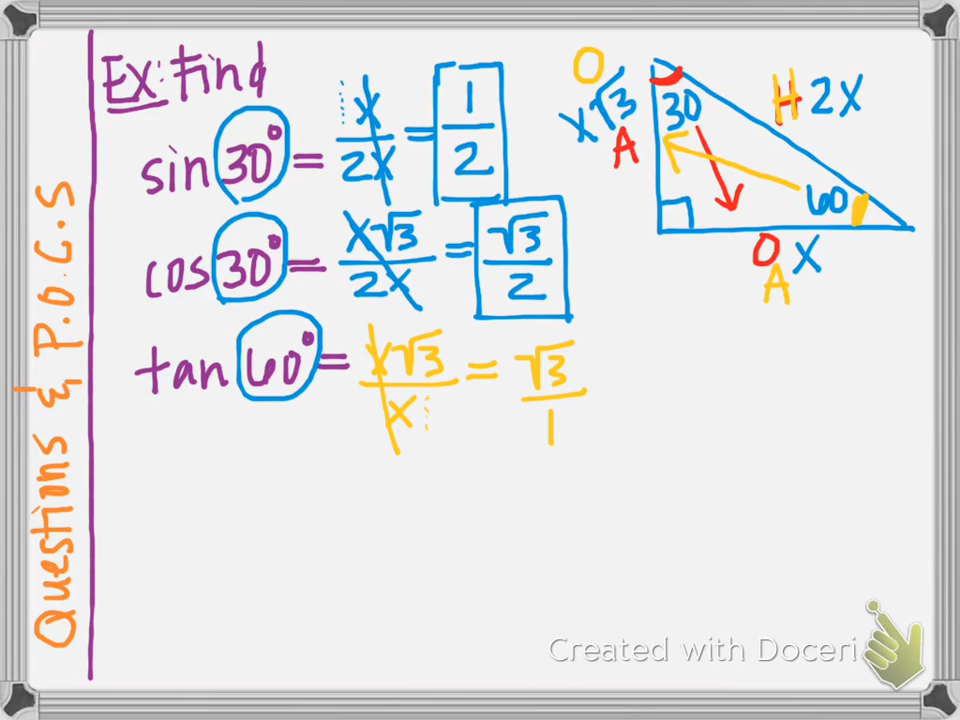 Ex: Find
sin 30° = x/2x = 1/2
cos 30° = x√3/2x = √3/2
tan 60° = x√3/x = √3/1
O
x√3
A
30
H 2x
60
O x
A
Questions & P.O.C.S
Created with Doceri